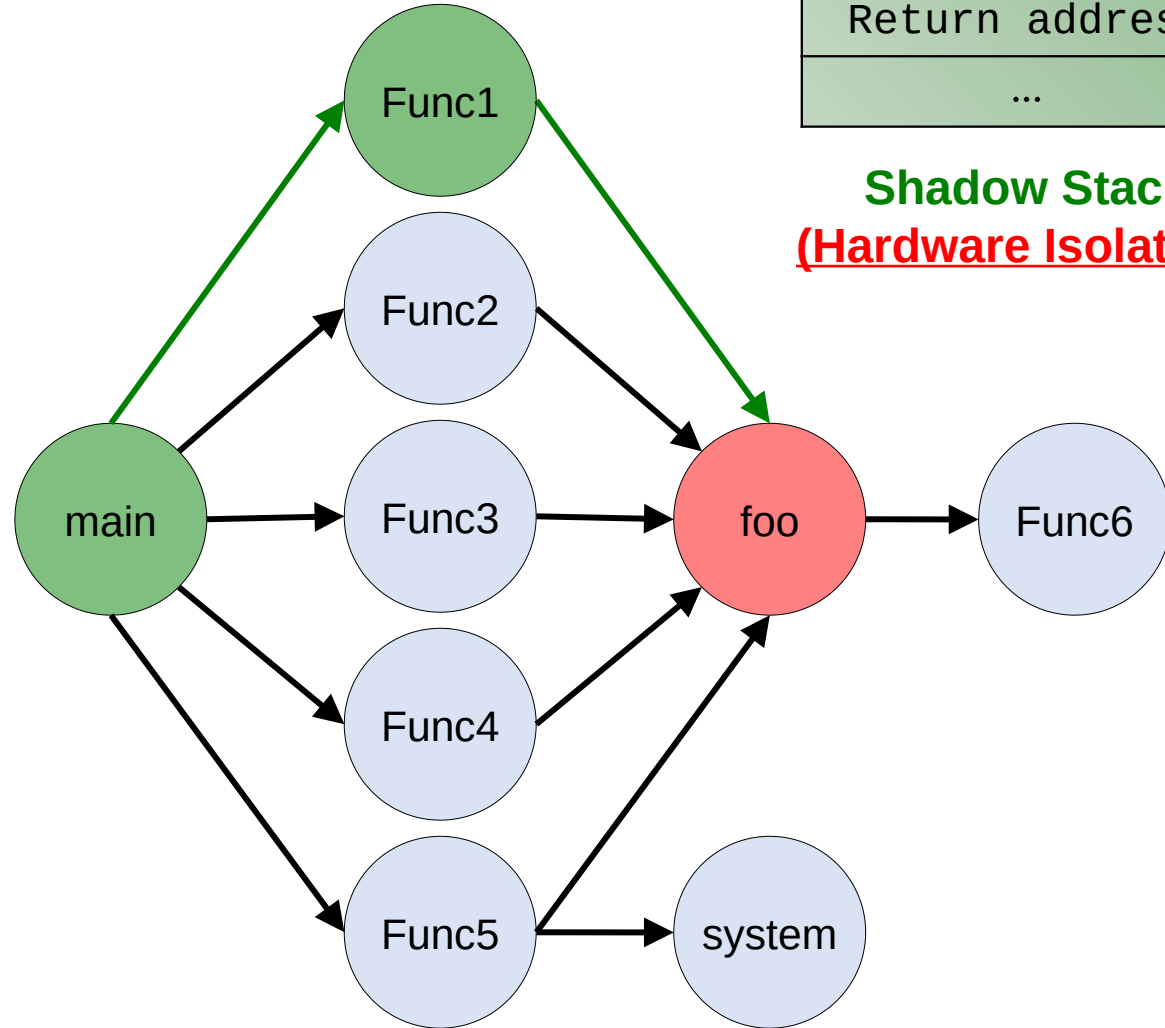 Return addres
...
Shadow Stac
(Hardware Isolat
Func1
Func2
main
Func3
foo
Func6
Func4
Func5
system